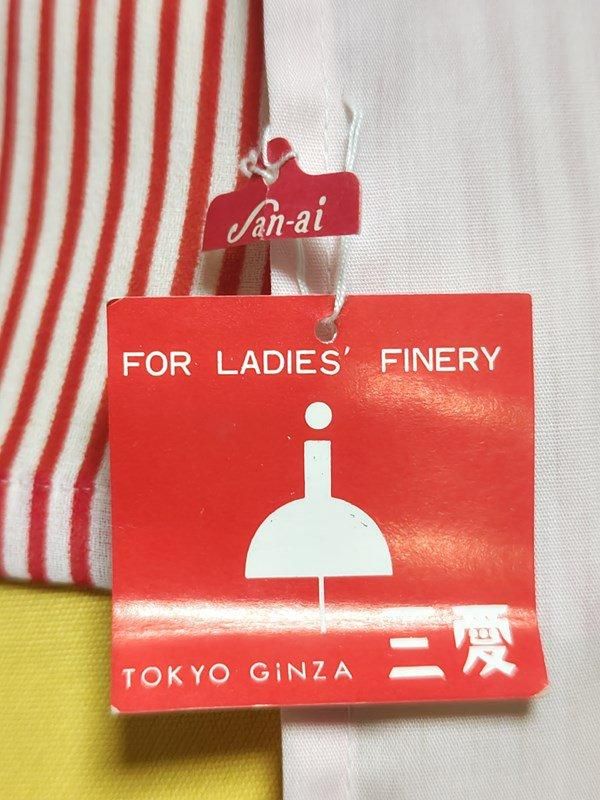 San-ai
FOR LADIES' FINERY
TOKYO GiNZA 三愛